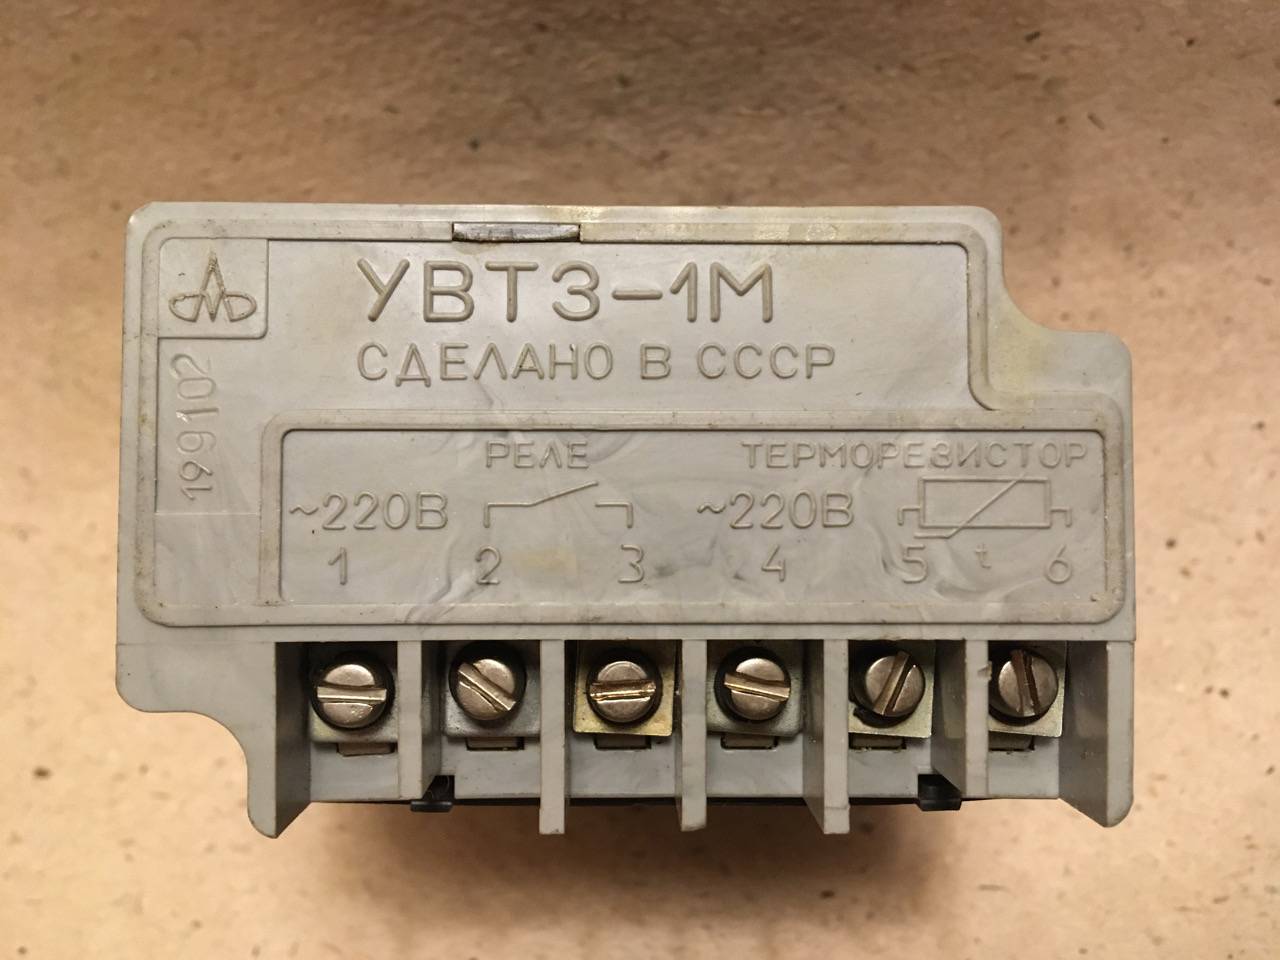 УВТЗ-1М
СДЕЛАНО В СССР
199102
РЕЛЕ ТЕРМОРЕЗИСТОР
~220В ~220В
1 2 3 4 5 t 6